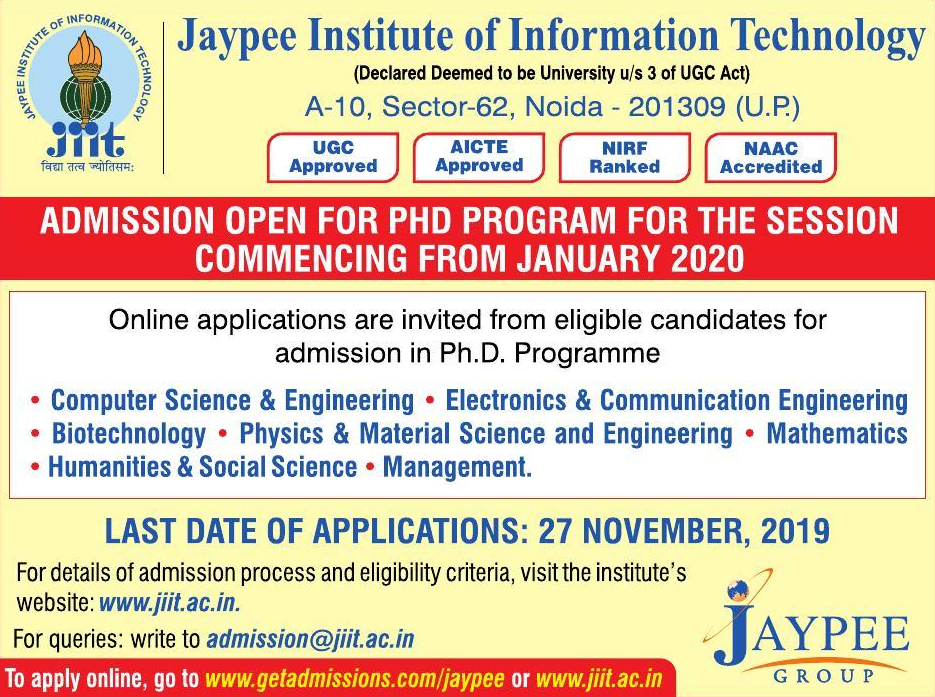 JAYPEE INSTITUTE OF INFORMATION TECHNOLOGY
jiit
विद्या तत्व ज्योतिसमः
Jaypee Institute of Information Technology
(Declared Deemed to be University u/s 3 of UGC Act)
A-10, Sector-62, Noida - 201309 (U.P.)
UGC Approved
AICTE Approved
NIRF Ranked
NAAC Accredited
ADMISSION OPEN FOR PHD PROGRAM FOR THE SESSION
COMMENCING FROM JANUARY 2020
Online applications are invited from eligible candidates for
admission in Ph.D. Programme
• Computer Science & Engineering • Electronics & Communication Engineering
• Biotechnology • Physics & Material Science and Engineering • Mathematics
• Humanities & Social Science • Management.
LAST DATE OF APPLICATIONS: 27 NOVEMBER, 2019
For details of admission process and eligibility criteria, visit the institute's
website: www.jiit.ac.in.
For queries: write to admission@jiit.ac.in
JAYPEE
GROUP
To apply online, go to www.getadmissions.com/jaypee or www.jiit.ac.in